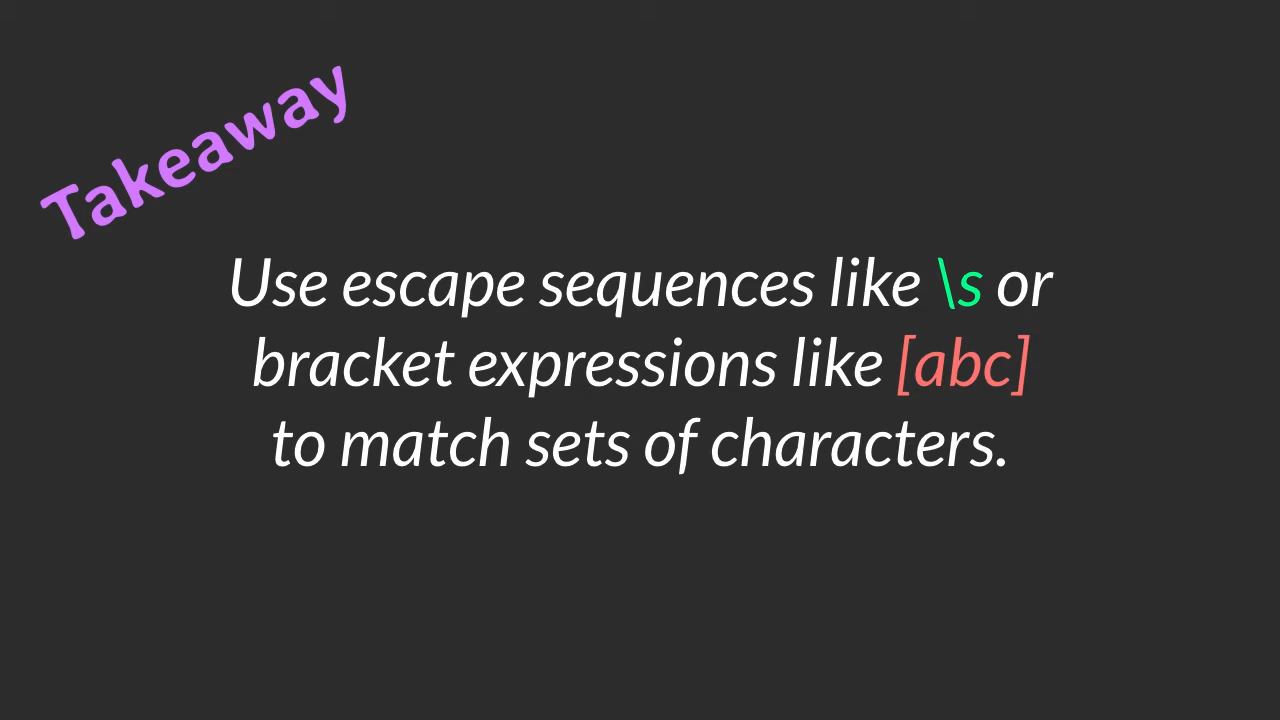 Takeaway
Use escape sequences like \s or
bracket expressions like [abc]
to match sets of characters.